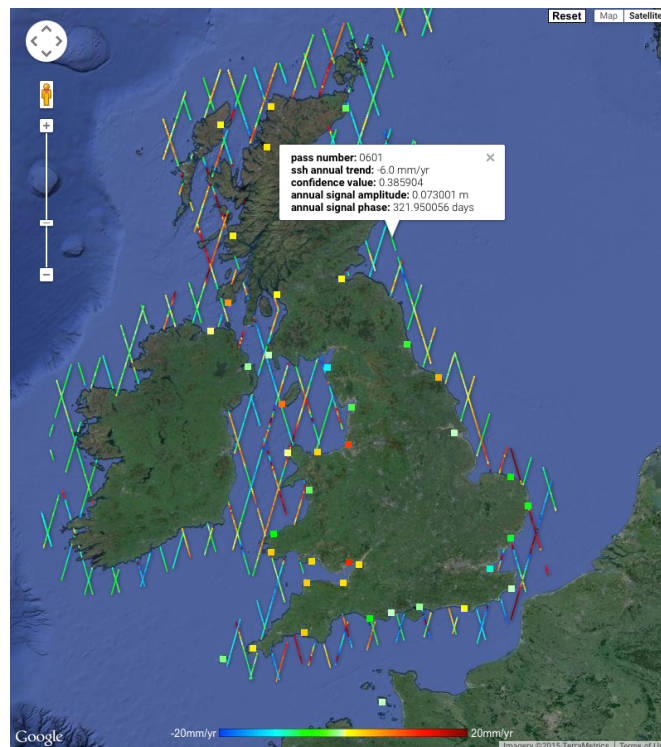 Reset Map Satellite
pass number: 0601
ssh annual trend: -6.0 mm/yr
confidence value: 0.385904
annual signal amplitude: 0.073001 m
annual signal phase: 321.950056 days
-20mm/yr 20mm/yr
Google
Imagery ©2015 TerraMetrics Terms of U